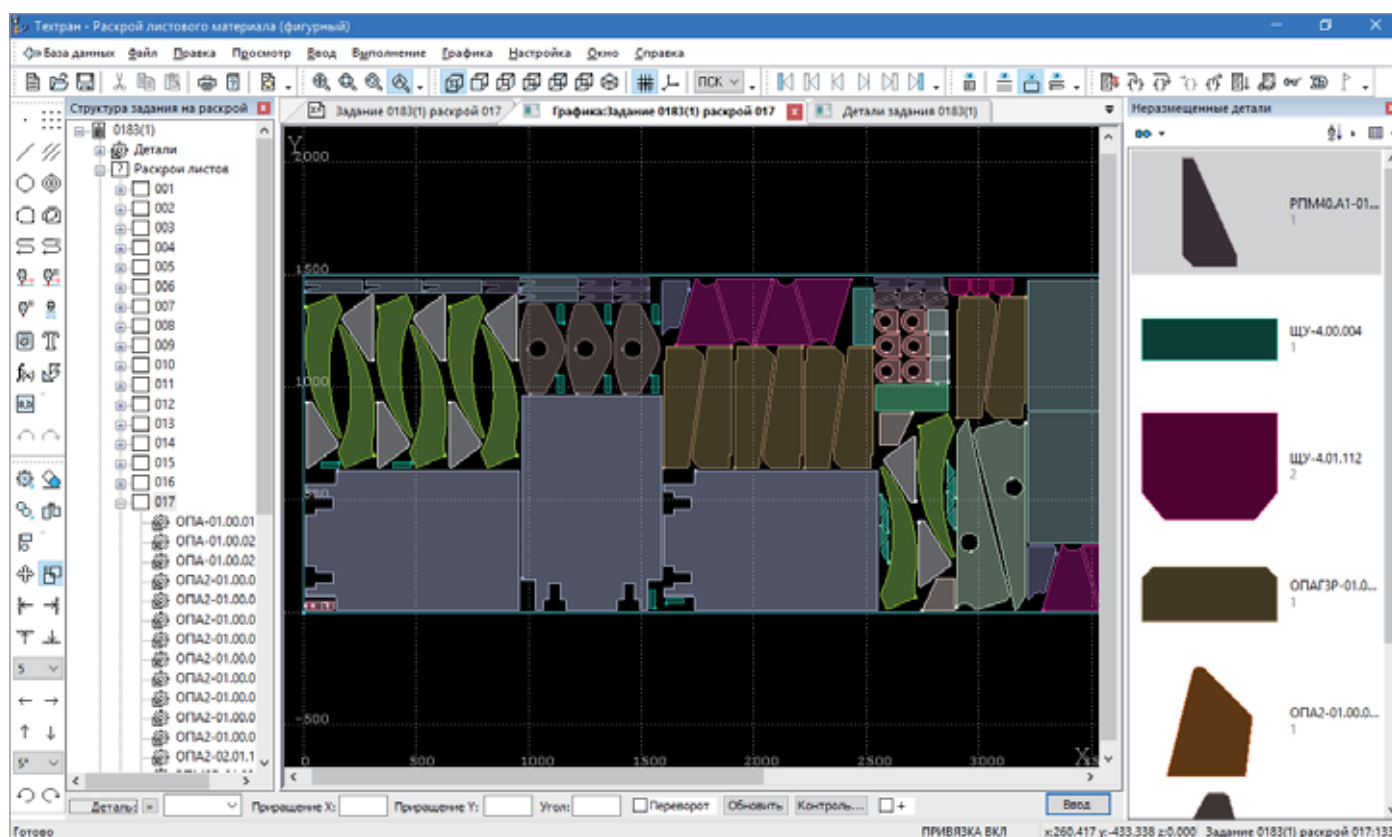 Техтран - Раскрой листового материала (фигурный)
База данных Файл Правка Просмотр Ввод Выполнение Графика Настройка Окно Справка
ПСК
Структура задания на раскрой
Задание 0183(1) раскрой 017
Графика:Задание 0183(1) раскрой 017
Детали задания 0183(1)
Неразмещенные детали
0183(1)
Детали
Раскрои листов
001
002
003
004
005
006
007
008
009
010
011
012
013
014
015
016
017
ОПА-01.00.01
ОПА-01.00.02
ОПА-01.00.02
ОПА2-01.00.0
ОПА2-01.00.0
ОПА2-01.00.0
ОПА2-01.00.0
ОПА2-01.00.0
ОПА2-01.00.0
ОПА2-01.00.0
ОПА2-01.00.0
ОПА2-01.00.0
ОПА2-02.01.1
5
5°
Y
2000
1500
1000
500
-500
0 500 1000 1500 2000 2500 3000
X
РПМ40.А1-01...
1
ЩУ-4.00.004
1
ЩУ-4.01.112
2
ОПАГЗР-01.0...
1
ОПА2-01.00.0...
1
Деталь: Приращение X: Приращение Y: Угол: Переворот Обновить Контроль... + Ввод
Готово ПРИВЯЗКА ВКЛ x:260.417 y:-433.338 z:0.000 Задание 0183(1) раскрой 017:183